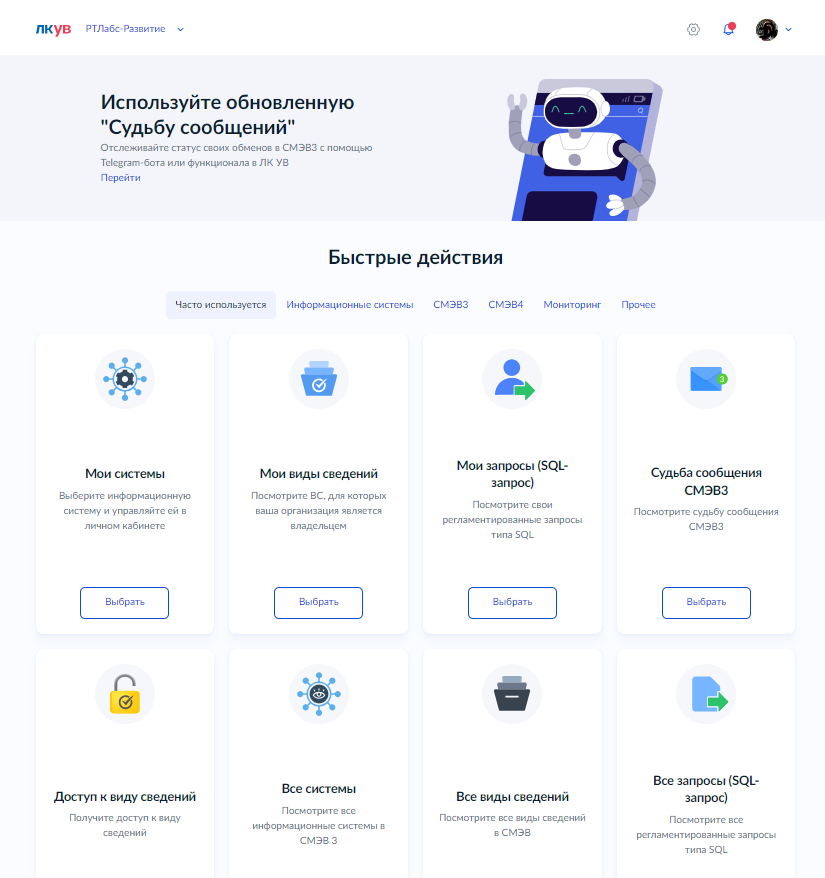 ЛКУВ РТЛабс-Развитие
Используйте обновленную
"Судьбу сообщений"
Отслеживайте статус своих обменов в СМЭВ3 с помощью
Telegram-бота или функционала в ЛК УВ
Перейти
Быстрые действия
Часто используется Информационные системы СМЭВ3 СМЭВ4 Мониторинг Прочее
Мои системы
Выберите информационную
систему и управляйте ей в
личном кабинете
Выбрать
Мои виды сведений
Посмотрите ВС, для которых
ваша организация является
владельцем
Выбрать
Мои запросы (SQL-
запрос)
Посмотрите свои
регламентированные запросы
типа SQL
Выбрать
3
Судьба сообщения
СМЭВ3
Посмотрите судьбу сообщения
СМЭВ3
Выбрать
Доступ к виду сведений
Получите доступ к виду
сведений
Все системы
Посмотрите все
информационные системы в
СМЭВ 3
Все виды сведений
Посмотрите все виды сведений
в СМЭВ
Все запросы (SQL-
запрос)
Посмотрите все
регламентированные запросы
типа SQL